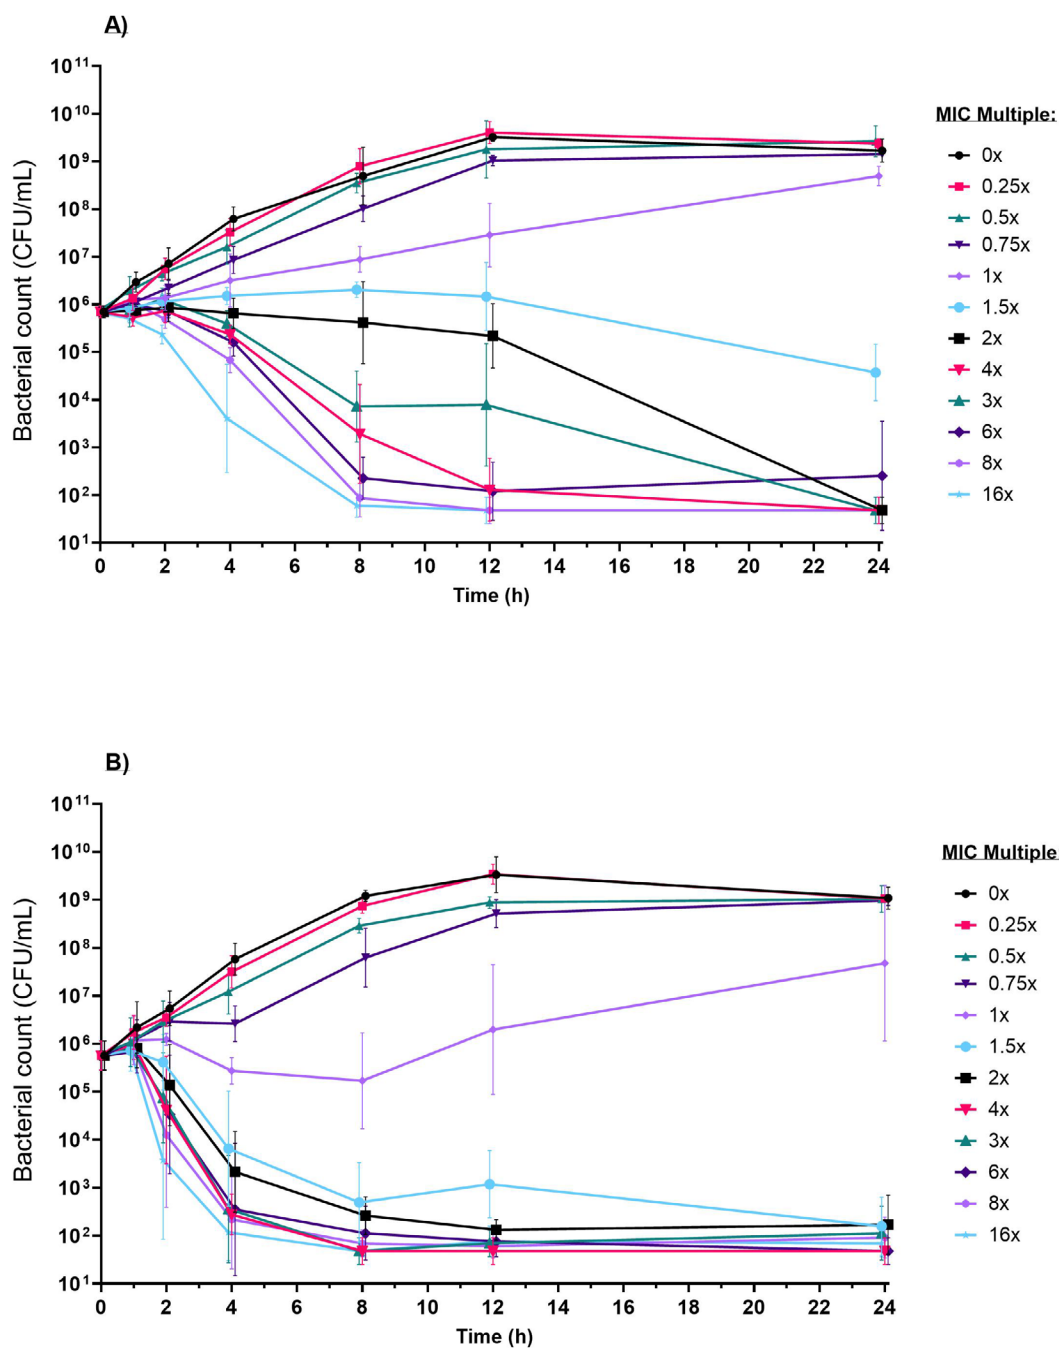 A)
10¹¹
10¹⁰
10⁹
10⁸
10⁷
10⁶
10⁵
10⁴
10³
10²
10¹
Bacterial count (CFU/mL)
0 2 4 6 8 10 12 14 16 18 20 22 24
Time (h)
MIC Multiple:
0x
0.25x
0.5x
0.75x
1x
1.5x
2x
4x
3x
6x
8x
16x
B)
10¹¹
10¹⁰
10⁹
10⁸
10⁷
10⁶
10⁵
10⁴
10³
10²
10¹
Bacterial count (CFU/mL)
0 2 4 6 8 10 12 14 16 18 20 22 24
Time (h)
MIC Multiple
0x
0.25x
0.5x
0.75x
1x
1.5x
2x
4x
3x
6x
8x
16x